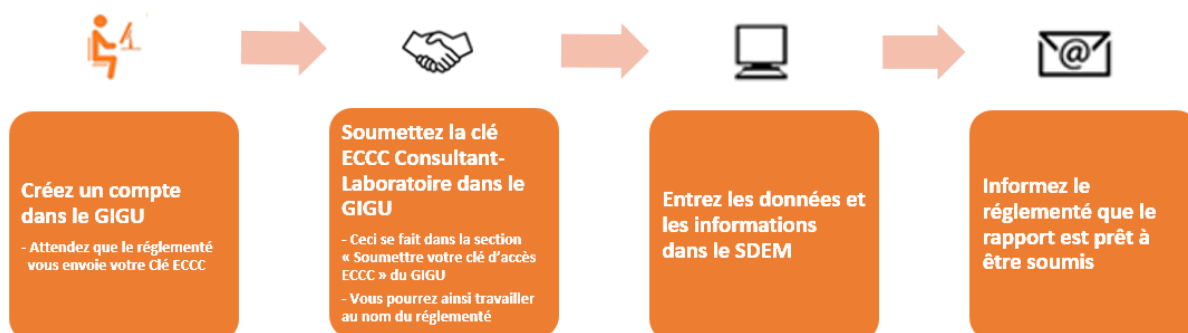 @
Créez un compte
dans le GIGU
- Attendez que le réglementé
vous envoie votre Clé ECCC
Soumettez la clé
ECCC Consultant-
Laboratoire dans le
GIGU
- Ceci se fait dans la section
« Soumettre votre clé d'accès
ECCC » du GIGU
- Vous pourrez ainsi travailler
au nom du réglementé
Entrez les données et
les informations
dans le SDEM
Informez le
réglementé que le
rapport est prêt à
être soumis